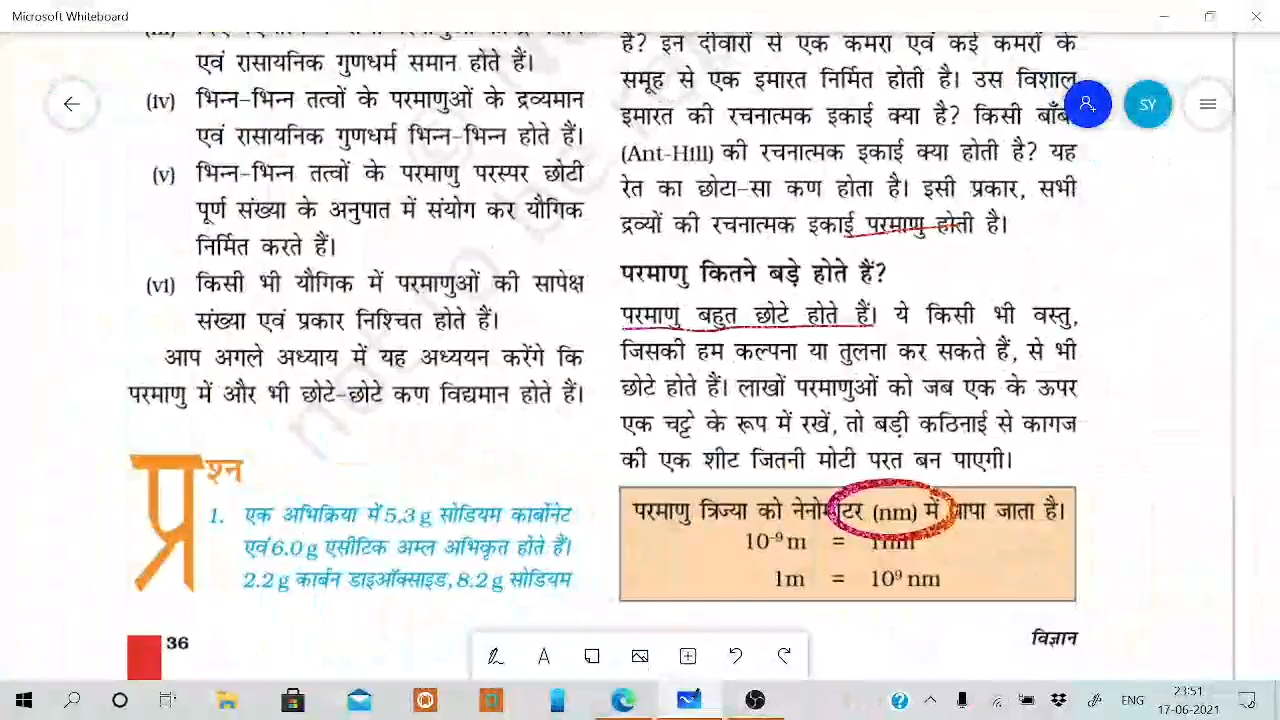 Microsoft Whiteboard
एवं रासायनिक गुणधर्म समान होते हैं।
(iv) भिन्न-भिन्न तत्वों के परमाणुओं के द्रव्यमान
एवं रासायनिक गुणधर्म भिन्न-भिन्न होते हैं।
(v) भिन्न-भिन्न तत्वों के परमाणु परस्पर छोटी
पूर्ण संख्या के अनुपात में संयोग कर यौगिक
निर्मित करते हैं।
(vi) किसी भी यौगिक में परमाणुओं की सापेक्ष
संख्या एवं प्रकार निश्चित होते हैं।
आप अगले अध्याय में यह अध्ययन करेंगे कि
परमाणु में और भी छोटे-छोटे कण विद्यमान होते हैं।
प्रश्न
1. एक अभिक्रिया में 5.3 g सोडियम कार्बोनेट
एवं 6.0 g एसीटिक अम्ल अभिकृत होते हैं।
2.2 g कार्बन डाइऑक्साइड, 8.2 g सोडियम
36
है? इन दीवारों से एक कमरा एवं कई कमरों के
समूह से एक इमारत निर्मित होती है। उस विशाल
इमारत की रचनात्मक इकाई क्या है? किसी
(Ant-Hill) की रचनात्मक इकाई क्या होती है? यह
रेत का छोटा-सा कण होता है। इसी प्रकार, सभी
द्रव्यों की रचनात्मक इकाई परमाणु होती है।
परमाणु कितने बड़े होते हैं?
परमाणु बहुत छोटे होते हैं। ये किसी भी वस्तु,
जिसकी हम कल्पना या तुलना कर सकते हैं, से भी
छोटे होते हैं। लाखों परमाणुओं को जब एक के ऊपर
एक चट्टे के रूप में रखें, तो बड़ी कठिनाई से कागज
की एक शीट जितनी मोटी परत बन पाएगी।
परमाणु त्रिज्या को नेनोमीटर (nm) में मापा जाता है।
10⁻⁹ m = 1nm
1m = 10⁹ nm
विज्ञान
SY
ENG
23:51
17-06-2021